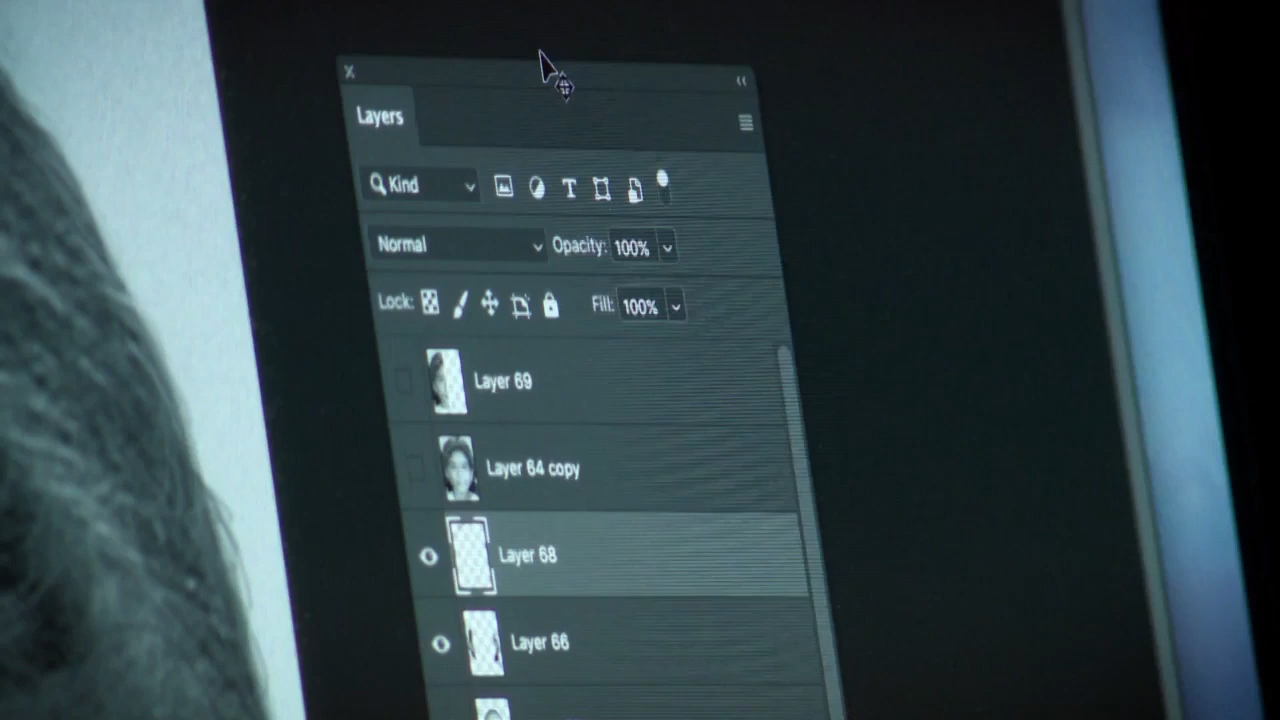 Layers
Kind
Normal Opacity: 100%
Lock: Fill: 100%
Layer 69
Layer 64 copy
Layer 68
Layer 66